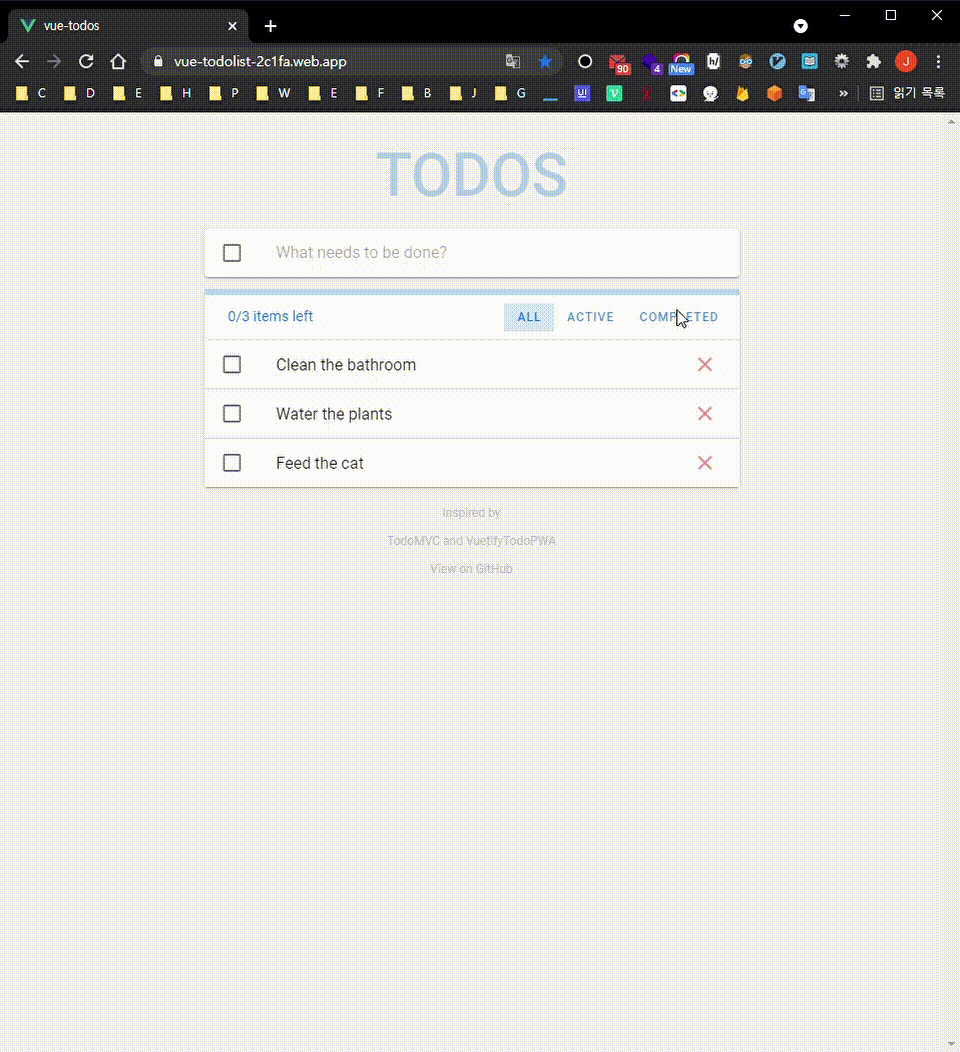 vue-todos
vue-todolist-2c1fa.web.app
90 4 New h/ J
C D E H P W E F B J G UI V 읽기 목록
TODOS
What needs to be done?
0/3 items left ALL ACTIVE COMPLETED
Clean the bathroom
Water the plants
Feed the cat
Inspired by
TodoMVC and VuetifyTodoPWA
View on GitHub